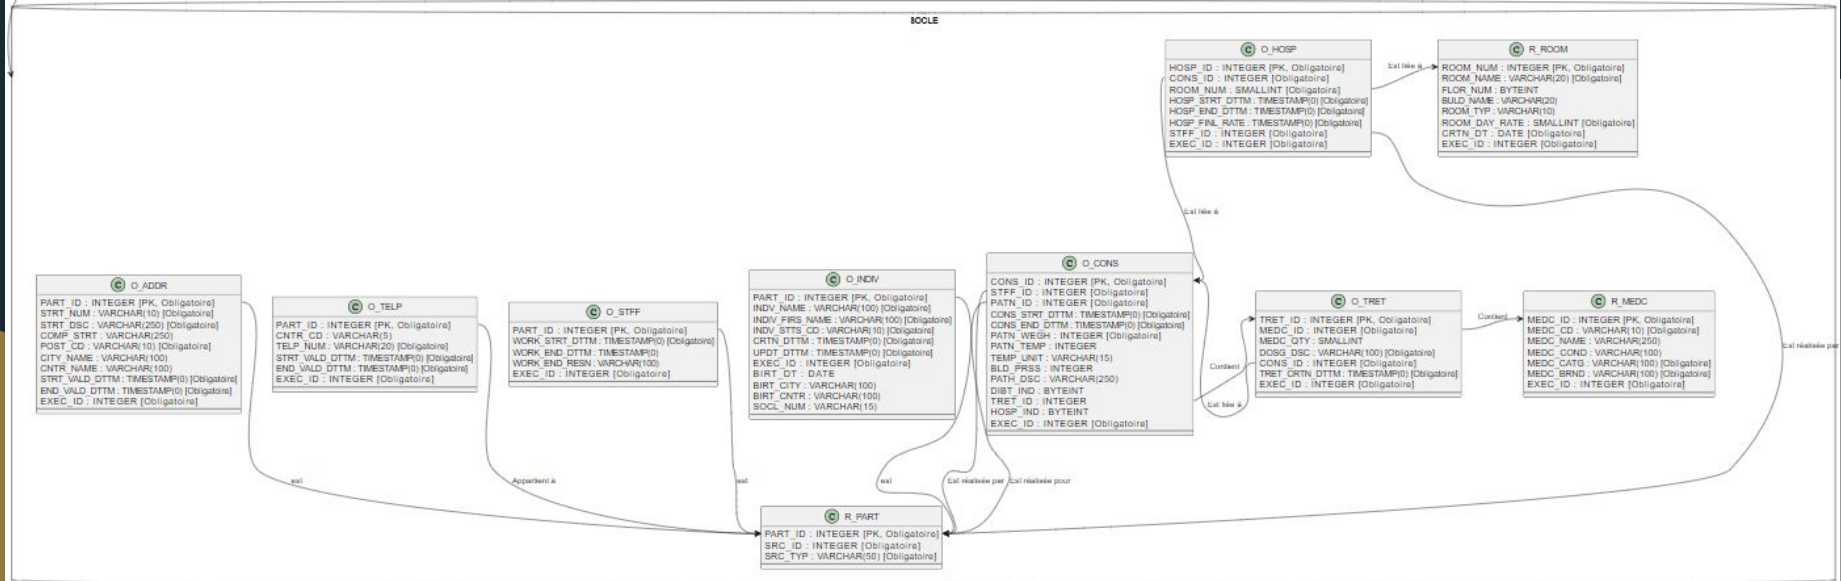 SOCLE
C O_HOSP
HOSP_ID : INTEGER [PK, Obligatoire]
CONS_ID : INTEGER [Obligatoire]
ROOM_NUM : SMALLINT [Obligatoire]
HOSP_STRT_DTTM : TIMESTAMP(0) [Obligatoire]
HOSP_END_DTTM : TIMESTAMP(0) [Obligatoire]
HOSP_FINL_RATE : TIMESTAMP(0) [Obligatoire]
STFF_ID : INTEGER [Obligatoire]
EXEC_ID : INTEGER [Obligatoire]
Est liée à
C R_ROOM
ROOM_NUM : INTEGER [PK, Obligatoire]
ROOM_NAME : VARCHAR(20) [Obligatoire]
FLOR_NUM : BYTEINT
BULD_NAME : VARCHAR(20)
ROOM_TYP : VARCHAR(10)
ROOM_DAY_RATE : SMALLINT [Obligatoire]
CRTN_DT : DATE [Obligatoire]
EXEC_ID : INTEGER [Obligatoire]
Est liée à
C O_ADDR
PART_ID : INTEGER [PK, Obligatoire]
STRT_NUM : VARCHAR(10) [Obligatoire]
STRT_DSC : VARCHAR(250) [Obligatoire]
COMP_STRT : VARCHAR(250)
POST_CD : VARCHAR(10) [Obligatoire]
CITY_NAME : VARCHAR(100)
CNTR_NAME : VARCHAR(100)
STRT_VALD_DTTM : TIMESTAMP(0) [Obligatoire]
END_VALD_DTTM : TIMESTAMP(0) [Obligatoire]
EXEC_ID : INTEGER [Obligatoire]
C O_TELP
PART_ID : INTEGER [PK, Obligatoire]
CNTR_CD : VARCHAR(5)
TELP_NUM : VARCHAR(20) [Obligatoire]
STRT_VALD_DTTM : TIMESTAMP(0) [Obligatoire]
END_VALD_DTTM : TIMESTAMP(0) [Obligatoire]
EXEC_ID : INTEGER [Obligatoire]
C O_STFF
PART_ID : INTEGER [PK, Obligatoire]
WORK_STRT_DTTM : TIMESTAMP(0) [Obligatoire]
WORK_END_DTTM : TIMESTAMP(0)
WORK_END_RESN : VARCHAR(100)
EXEC_ID : INTEGER [Obligatoire]
C O_INDIV
PART_ID : INTEGER [PK, Obligatoire]
INDV_NAME : VARCHAR(100) [Obligatoire]
INDIV_FIRS_NAME : VARCHAR(100) [Obligatoire]
INDV_STTS_CD : VARCHAR(10) [Obligatoire]
CRTN_DTTM : TIMESTAMP(0) [Obligatoire]
UPDT_DTTM : TIMESTAMP(0) [Obligatoire]
EXEC_ID : INTEGER [Obligatoire]
BIRT_DT : DATE
BIRT_CITY : VARCHAR(100)
BIRT_CNTR : VARCHAR(100)
SOCL_NUM : VARCHAR(15)
C O_CONS
CONS_ID : INTEGER [PK, Obligatoire]
STFF_ID : INTEGER [Obligatoire]
PATN_ID : INTEGER [Obligatoire]
CONS_STRT_DTTM : TIMESTAMP(0) [Obligatoire]
CONS_END_DTTM : TIMESTAMP(0) [Obligatoire]
PATN_WEGH : INTEGER [Obligatoire]
PATN_TEMP : INTEGER
TEMP_UNIT : VARCHAR(15)
BLD_PRSS : INTEGER
PATH_DSC : VARCHAR(250)
DIBT_IND : BYTEINT
TRET_ID : INTEGER
HOSP_IND : BYTEINT
EXEC_ID : INTEGER [Obligatoire]
Contient
Est liée à
C O_TRET
TRET_ID : INTEGER [PK, Obligatoire]
MEDC_ID : INTEGER [Obligatoire]
MEDC_QTY : SMALLINT
DOSG_DSC : VARCHAR(100) [Obligatoire]
CONS_ID : INTEGER [Obligatoire]
TRET_CRTN_DTTM : TIMESTAMP(0) [Obligatoire]
EXEC_ID : INTEGER [Obligatoire]
Contient
C R_MEDC
MEDC_ID : INTEGER [PK, Obligatoire]
MEDC_CD : VARCHAR(10) [Obligatoire]
MEDC_NAME : VARCHAR(250)
MEDC_COND : VARCHAR(100)
MEDC_CATG : VARCHAR(100) [Obligatoire]
MEDC_BRND : VARCHAR(100) [Obligatoire]
EXEC_ID : INTEGER [Obligatoire]
Est réalisée par
est
Appartient à
est
est
Est réalisée par
Est réalisée pour
C R_PART
PART_ID : INTEGER [PK, Obligatoire]
SRC_ID : INTEGER [Obligatoire]
SRC_TYP : VARCHAR(50) [Obligatoire]